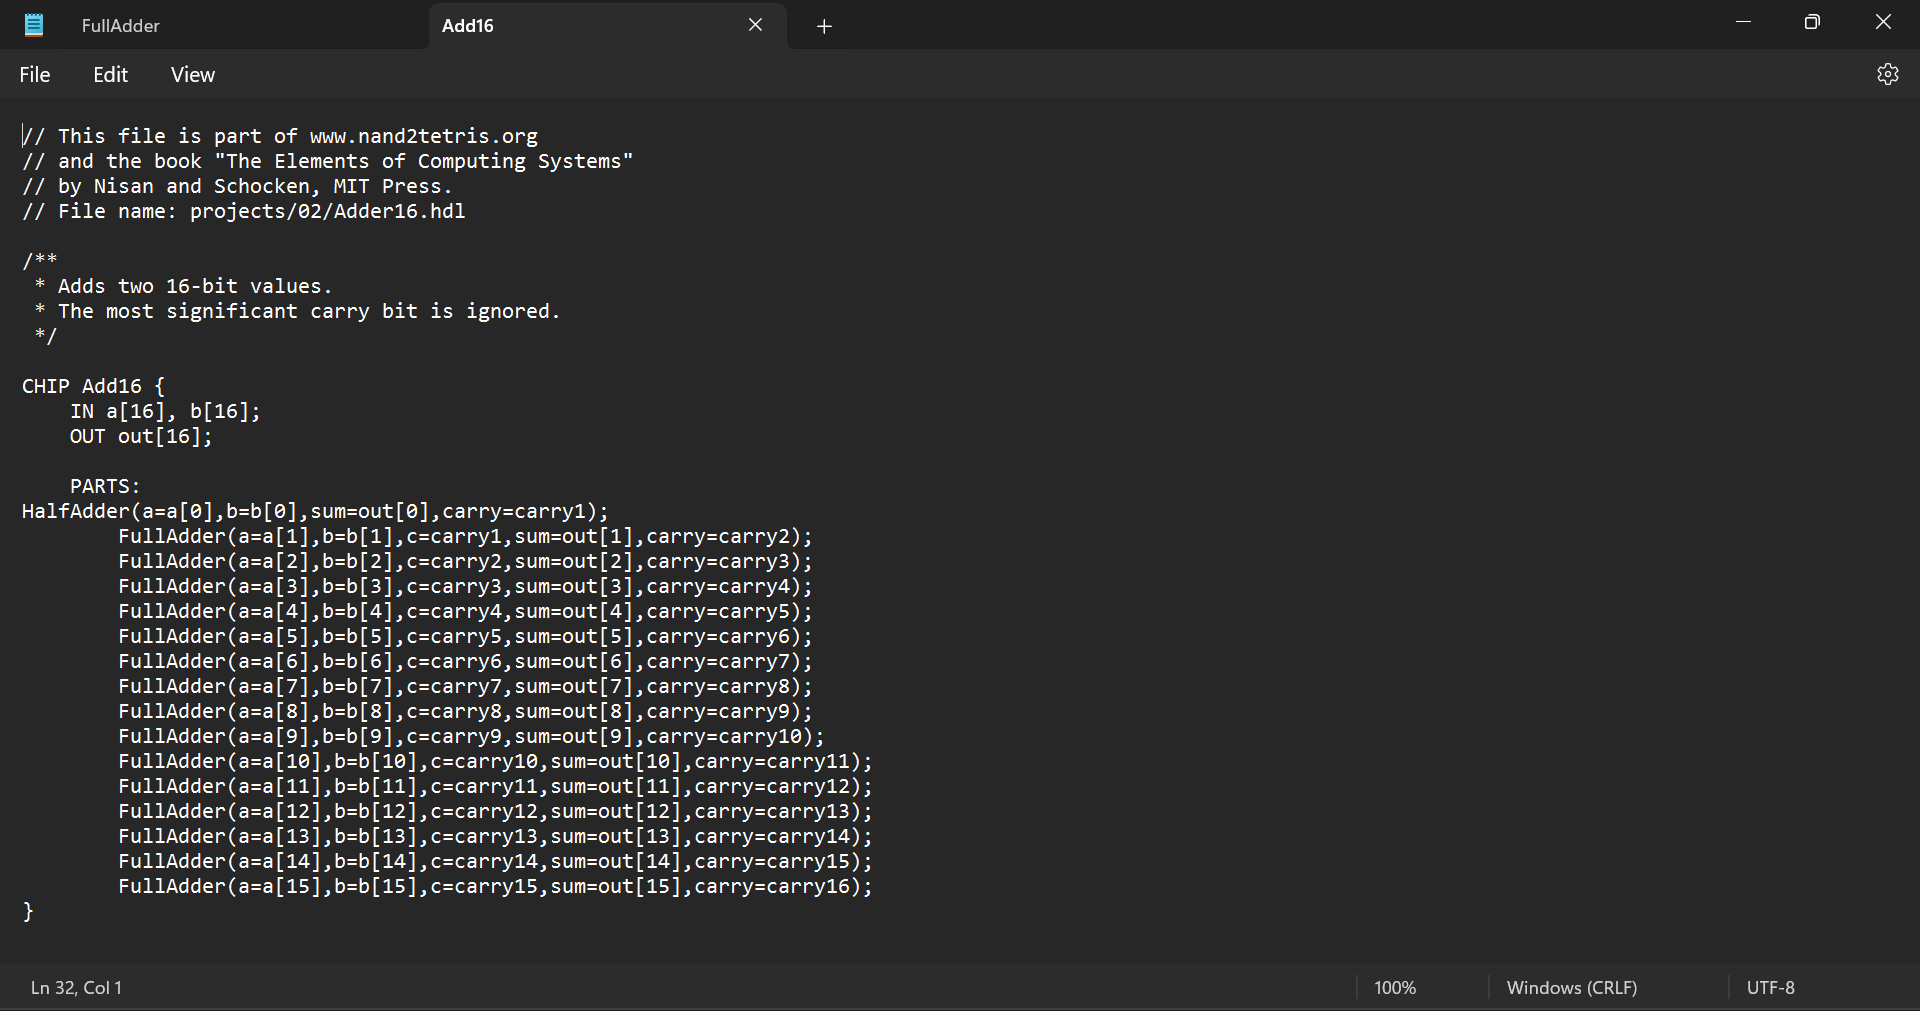 FullAdder
Add16
File Edit View
// This file is part of www.nand2tetris.org
// and the book "The Elements of Computing Systems"
// by Nisan and Schocken, MIT Press.
// File name: projects/02/Adder16.hdl
/**
 * Adds two 16-bit values.
 * The most significant carry bit is ignored.
 */
CHIP Add16 {
    IN a[16], b[16];
    OUT out[16];
    PARTS:
HalfAdder(a=a[0],b=b[0],sum=out[0],carry=carry1);
        FullAdder(a=a[1],b=b[1],c=carry1,sum=out[1],carry=carry2);
        FullAdder(a=a[2],b=b[2],c=carry2,sum=out[2],carry=carry3);
        FullAdder(a=a[3],b=b[3],c=carry3,sum=out[3],carry=carry4);
        FullAdder(a=a[4],b=b[4],c=carry4,sum=out[4],carry=carry5);
        FullAdder(a=a[5],b=b[5],c=carry5,sum=out[5],carry=carry6);
        FullAdder(a=a[6],b=b[6],c=carry6,sum=out[6],carry=carry7);
        FullAdder(a=a[7],b=b[7],c=carry7,sum=out[7],carry=carry8);
        FullAdder(a=a[8],b=b[8],c=carry8,sum=out[8],carry=carry9);
        FullAdder(a=a[9],b=b[9],c=carry9,sum=out[9],carry=carry10);
        FullAdder(a=a[10],b=b[10],c=carry10,sum=out[10],carry=carry11);
        FullAdder(a=a[11],b=b[11],c=carry11,sum=out[11],carry=carry12);
        FullAdder(a=a[12],b=b[12],c=carry12,sum=out[12],carry=carry13);
        FullAdder(a=a[13],b=b[13],c=carry13,sum=out[13],carry=carry14);
        FullAdder(a=a[14],b=b[14],c=carry14,sum=out[14],carry=carry15);
        FullAdder(a=a[15],b=b[15],c=carry15,sum=out[15],carry=carry16);
}
Ln 32, Col 1
100%
Windows (CRLF)
UTF-8